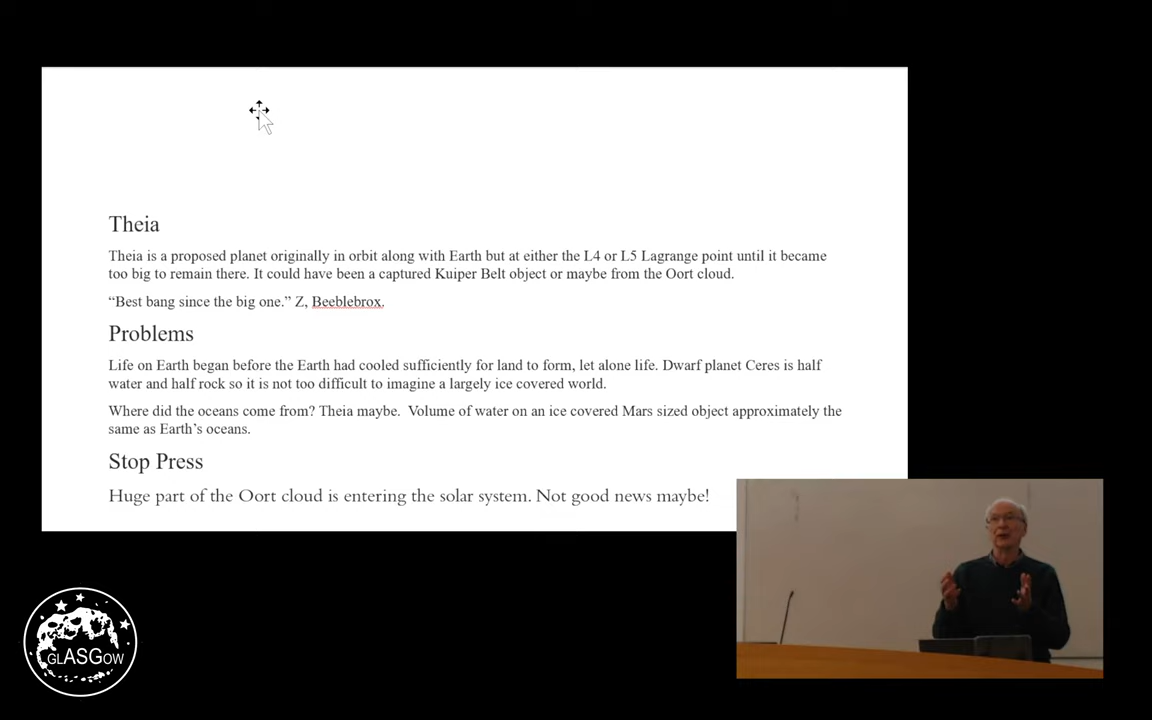 Theia
Theia is a proposed planet originally in orbit along with Earth but at either the L4 or L5 Lagrange point until it became
too big to remain there. It could have been a captured Kuiper Belt object or maybe from the Oort cloud.
“Best bang since the big one.” Z, Beeblebrox.
Problems
Life on Earth began before the Earth had cooled sufficiently for land to form, let alone life. Dwarf planet Ceres is half
water and half rock so it is not too difficult to imagine a largely ice covered world.
Where did the oceans come from? Theia maybe.  Volume of water on an ice covered Mars sized object approximately the
same as Earth’s oceans.
Stop Press
Huge part of the Oort cloud is entering the solar system. Not good news maybe!
GLASGOW